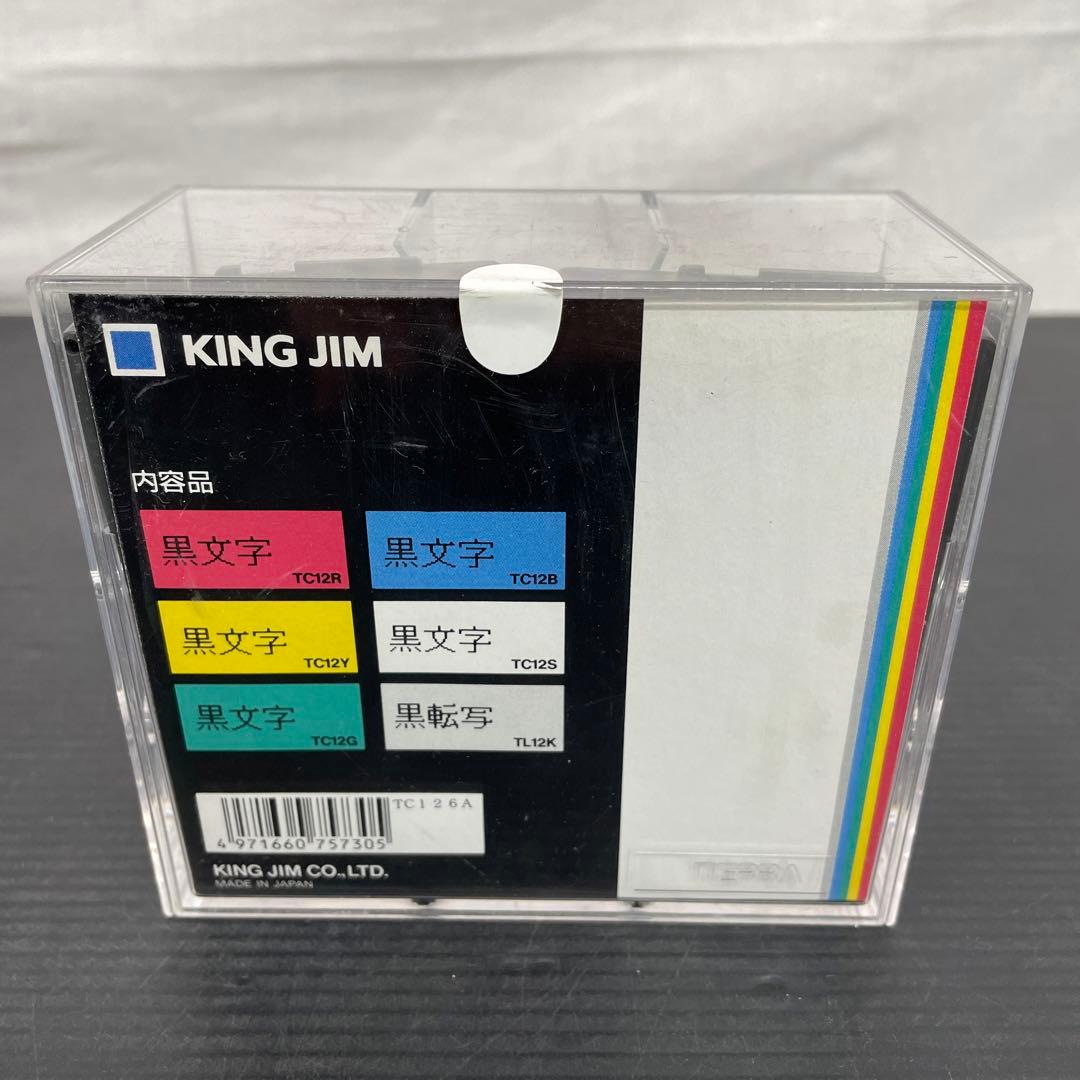 KING JIM
内容品
黒文字
TC12R
黒文字
TC12B
黒文字
TC12Y
黒文字
TC12S
黒文字
TC12G
黒転写
TL12K
TC126A
4 971660 757305
KING JIM CO.,LTD.
MADE IN JAPAN